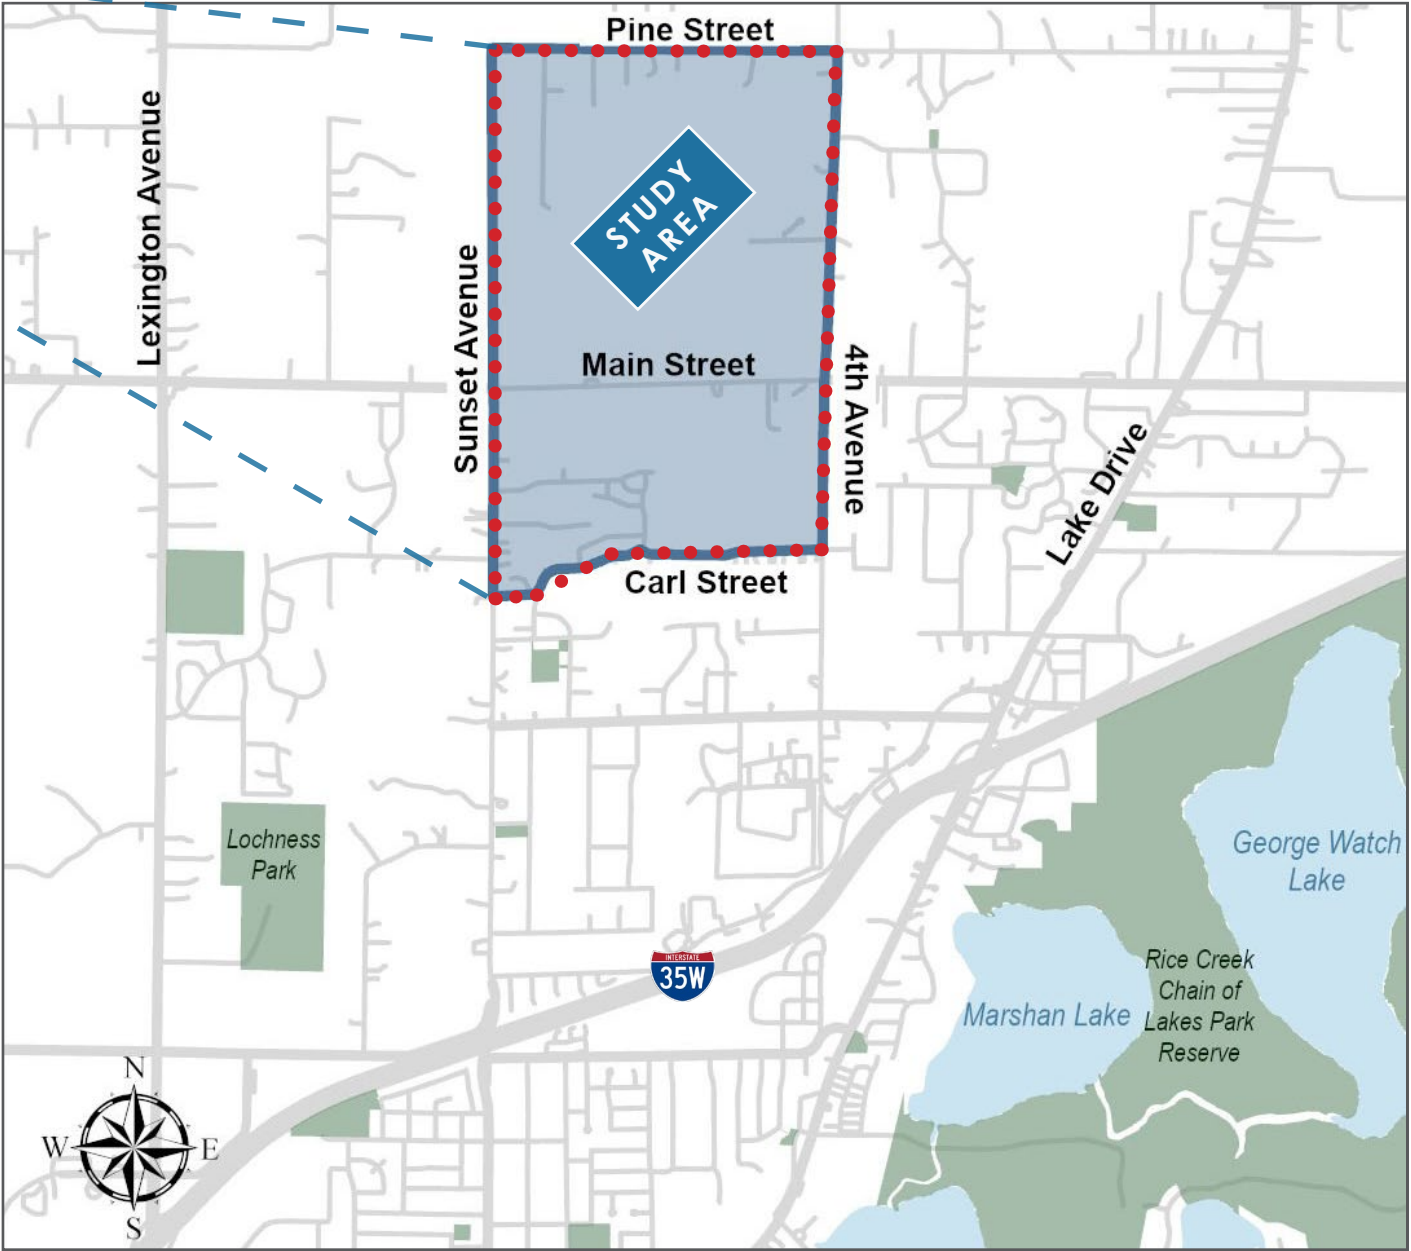 Pine Street
Lexington Avenue
STUDY
AREA
Sunset Avenue
Main Street
4th Avenue
Lake Drive
Carl Street
Lochness
Park
George Watch
Lake
INTERSTATE
35W
Rice Creek
Chain of
Lakes Park
Reserve
Marshan Lake
N
W
E
S